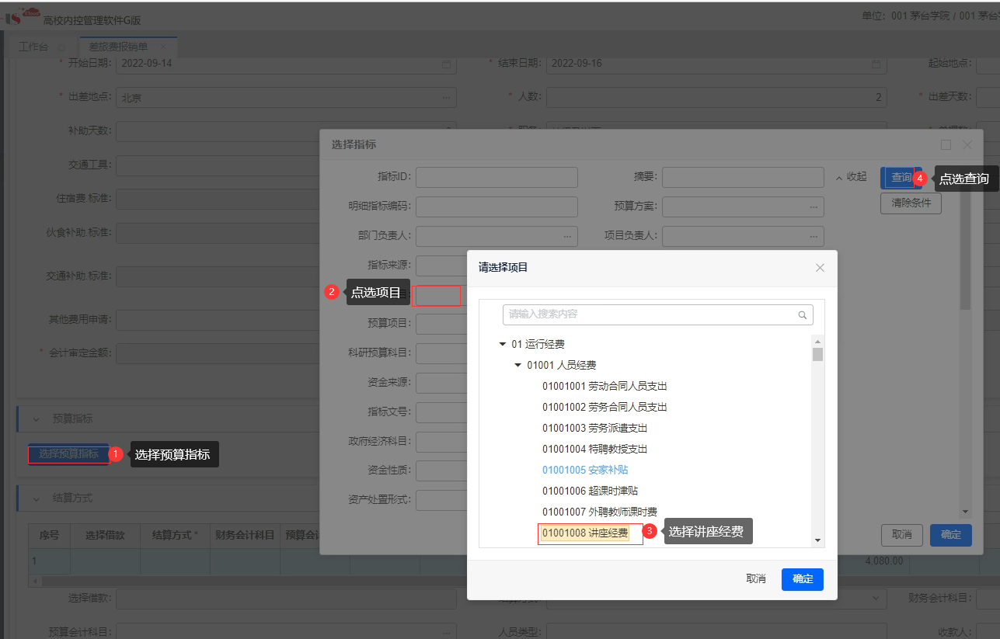 Cloud
高校内控管理软件G版
单位: 001 茅台学院 / 001 茅台
工作台
差旅费报销单
* 开始日期: 2022-09-14
* 结束日期: 2022-09-16
起始地点:
* 出差地点: 北京
* 人数: 2
* 出差天数:
补助天数:
交通工具:
住宿费.标准:
伙食补助.标准:
交通补助.标准:
其他费用申请:
* 会计审定金额:
预算指标
选择预算指标
1
选择预算指标
结算方式
序号
选择借款
结算方式 *
财务会计科目
预算会
1
4,080.00
选择借款:
财务会计科目:
预算会计科目:
人员类型:
收款人:
选择指标
指标ID:
摘要:
收起
查询
4
点选查询
明细指标编码:
预算方案:
清除条件
部门负责人:
项目负责人:
指标来源:
2
点选项目
预算项目:
科研预算科目:
资金来源:
指标文号:
政府经济科目:
资金性质:
资产处置形式:
取消
确定
请选择项目
请输入搜索内容
01 运行经费
01001 人员经费
01001001 劳动合同人员支出
01001002 劳务合同人员支出
01001003 劳务派遣支出
01001004 特聘教授支出
01001005 安家补贴
01001006 超课时津贴
01001007 外聘教师课时费
01001008 讲座经费
3
选择讲座经费
取消
确定